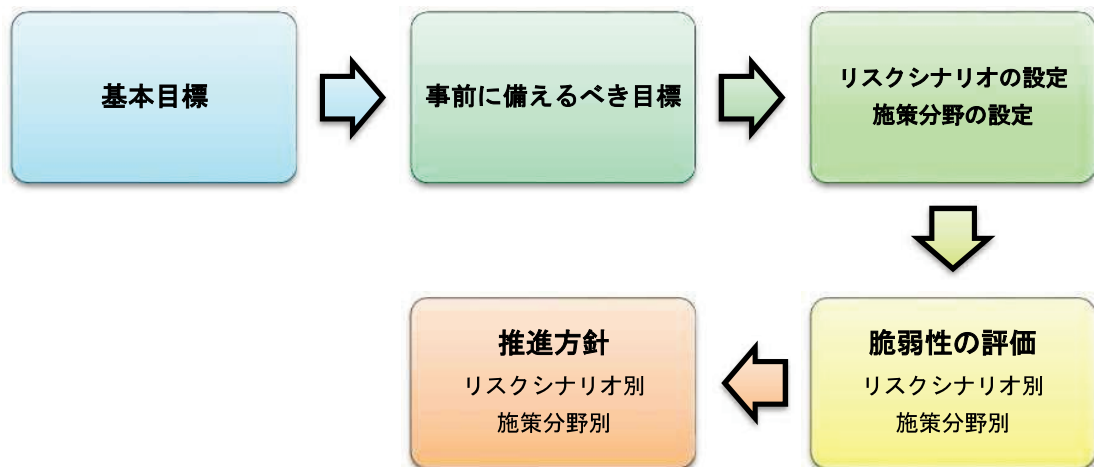 基本目標
事前に備えるべき目標
リスクシナリオの設定
施策分野の設定
脆弱性の評価
リスクシナリオ別
施策分野別
推進方針
リスクシナリオ別
施策分野別